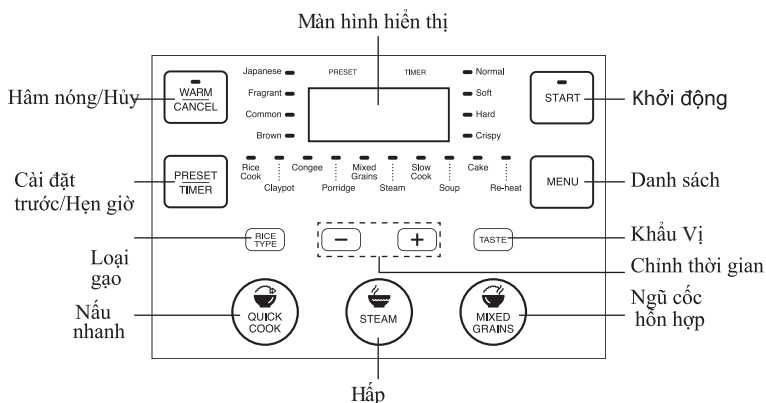 Màn hình hiển thị
Japanese
Fragrant
Common
Brown
PRESET TIMER
Normal
Soft
Hard
Crispy
WARM
CANCEL
Hâm nóng/Hủy
START
Khởi động
PRESET
TIMER
Cài đặt
trước/Hẹn giờ
Rice
Cook
Claypot
Congee
Porridge
Mixed
Grains
Steam
Slow
Cook
Soup
Cake
Re-heat
MENU
Danh sách
RICE
TYPE
Loại
gạo
− +
TASTE
Khẩu Vị
Chỉnh thời gian
QUICK
COOK
Nấu
nhanh
STEAM
MIXED
GRAINS
Ngũ cốc
hỗn hợp
Hấp